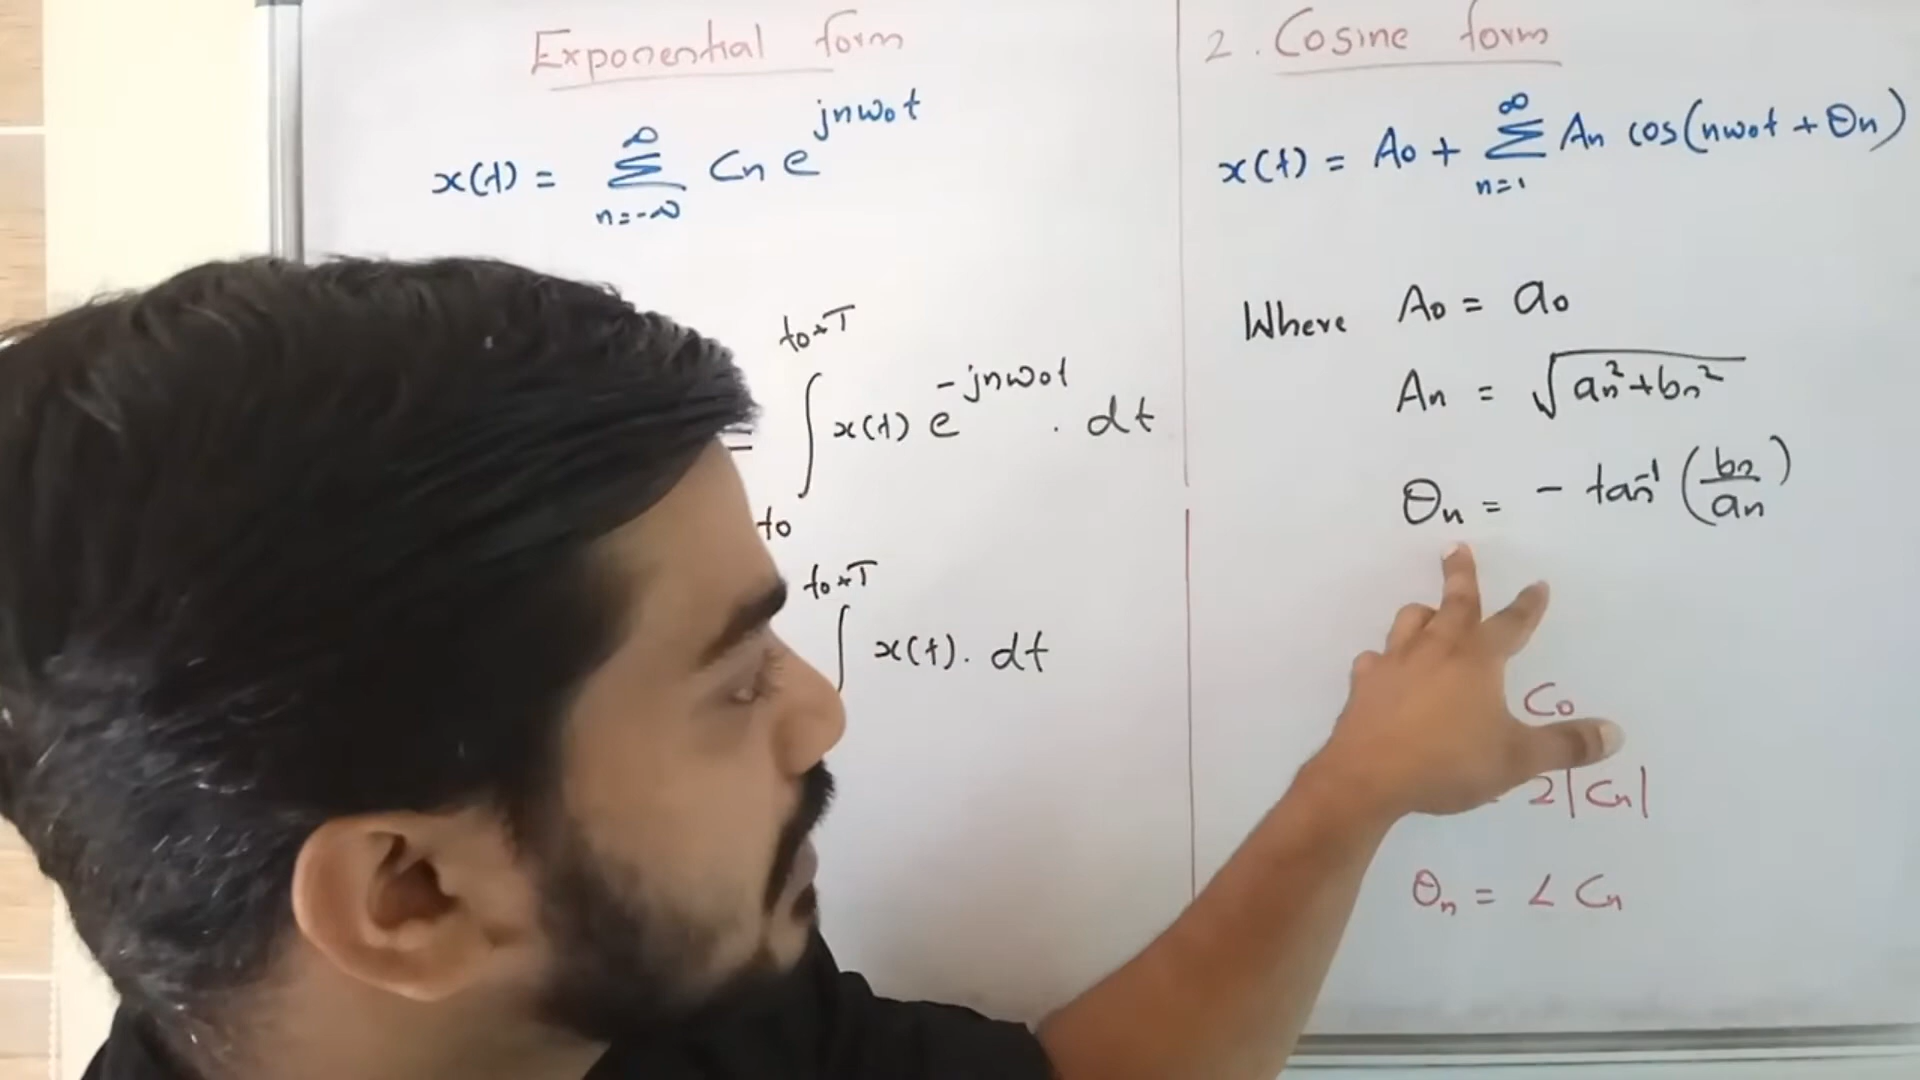 Exponential form
x(t) = ∞ Σ n=-∞ Cn e^jnω₀t
= ∫ t₀ t₀+T x(t) e^-jnω₀t . dt
∫ t₀+T x(t). dt
2. Cosine form
x(t) = A₀ + ∞ Σ n=1 An cos(nω₀t + θn)
Where A₀ = a₀
An = √an²+bn²
θn = - tan⁻¹ (bn/an)
C₀
2|Cn|
θn = ∠ Cn